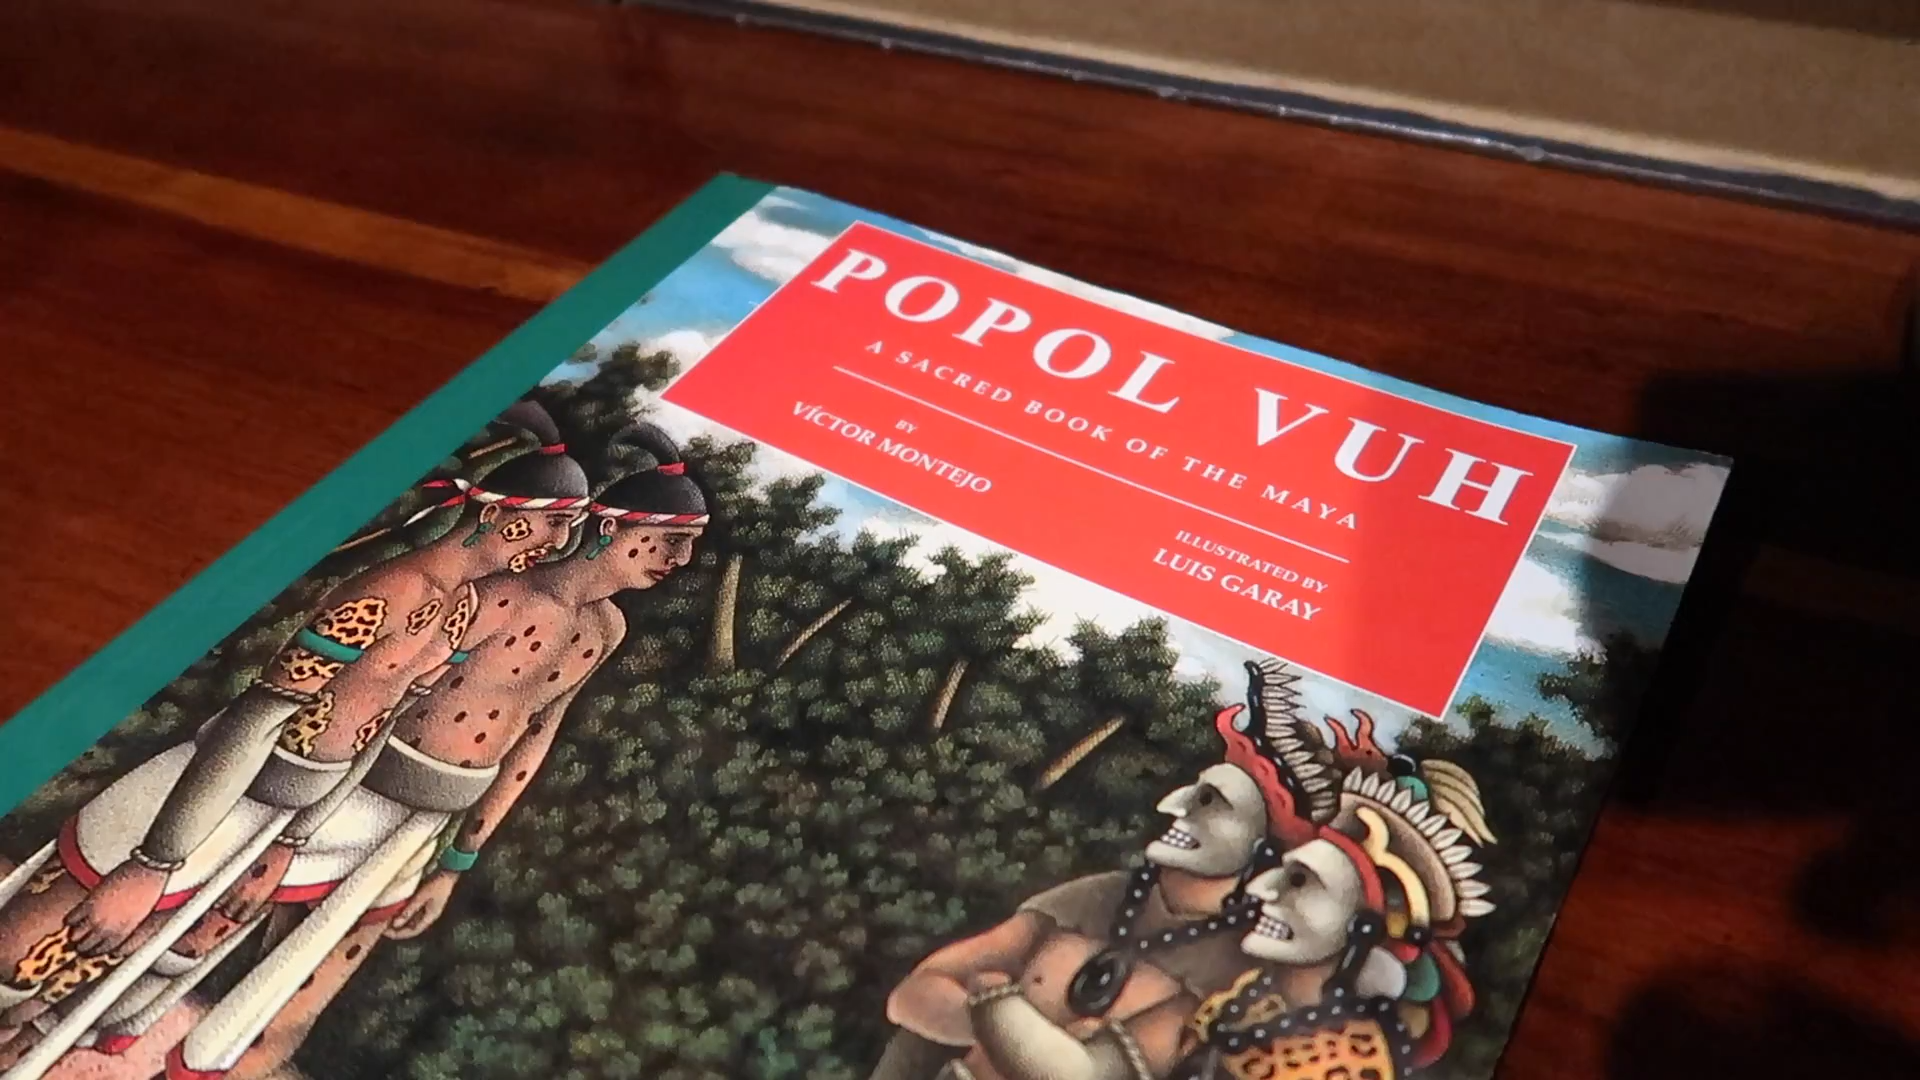 POPOL VUH
A SACRED BOOK OF THE MAYA
BY
VÍCTOR MONTEJO
ILLUSTRATED BY
LUIS GARAY